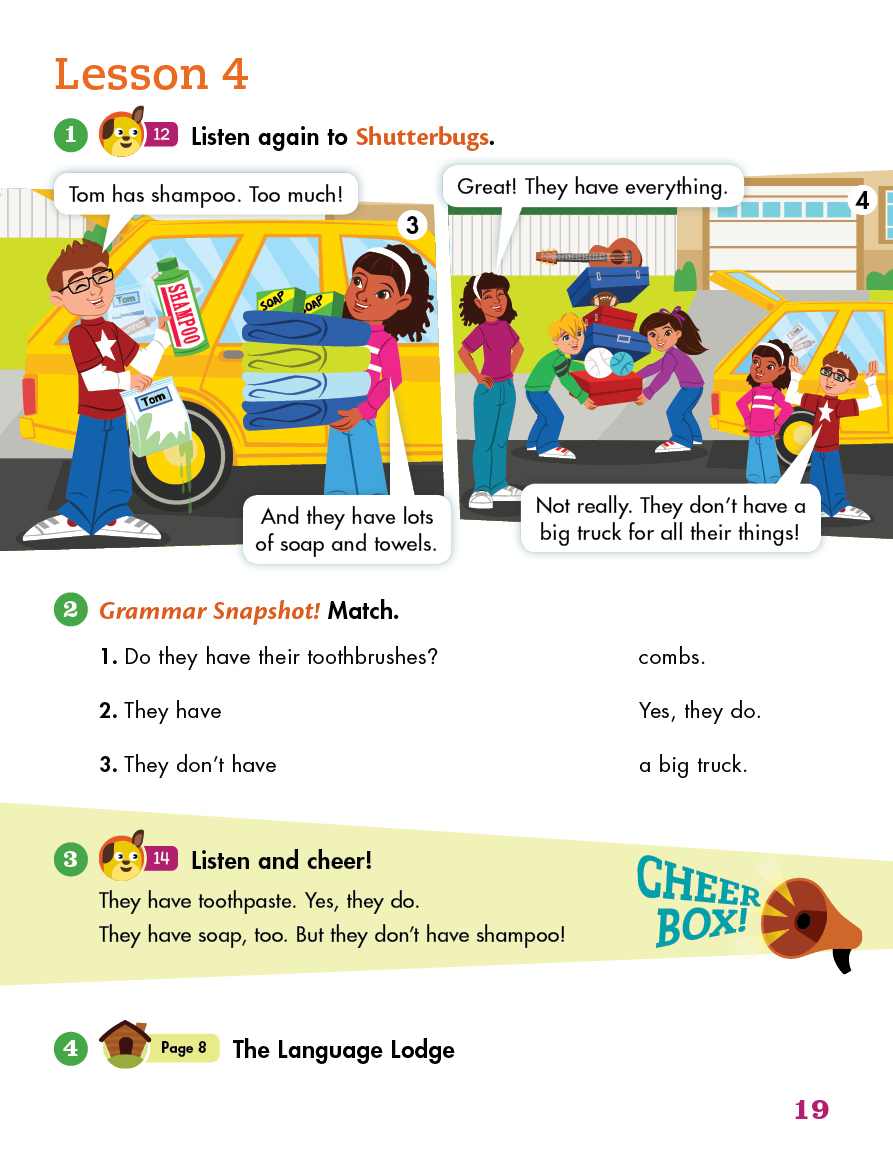 Lesson 4
1 12 Listen again to Shutterbugs.
Tom has shampoo. Too much!
Great! They have everything.
3
4
Tom
SHAMPOO
SOAP
SOAP
Tom
And they have lots
of soap and towels.
Not really. They don't have a
big truck for all their things!
2 Grammar Snapshot! Match.
1. Do they have their toothbrushes? combs.
2. They have Yes, they do.
3. They don't have a big truck.
3 14 Listen and cheer!
They have toothpaste. Yes, they do.
They have soap, too. But they don't have shampoo!
CHEER
BOX!
4 Page 8 The Language Lodge
19